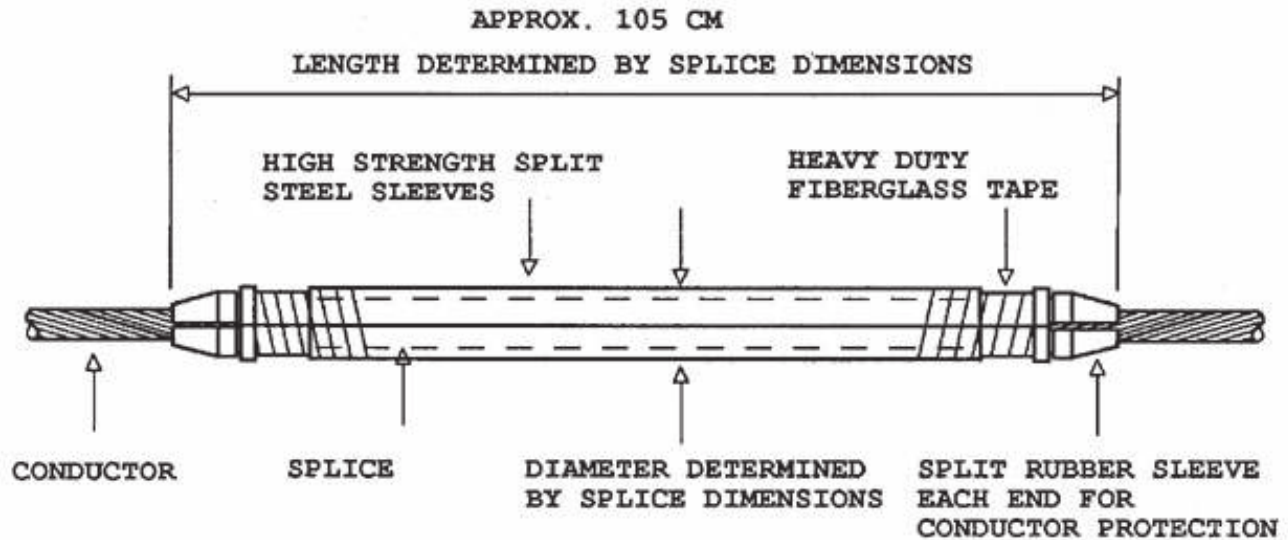 APPROX. 105 CM
LENGTH DETERMINED BY SPLICE DIMENSIONS
HIGH STRENGTH SPLIT
STEEL SLEEVES
HEAVY DUTY
FIBERGLASS TAPE
CONDUCTOR
SPLICE
DIAMETER DETERMINED
BY SPLICE DIMENSIONS
SPLIT RUBBER SLEEVE
EACH END FOR
CONDUCTOR PROTECTION